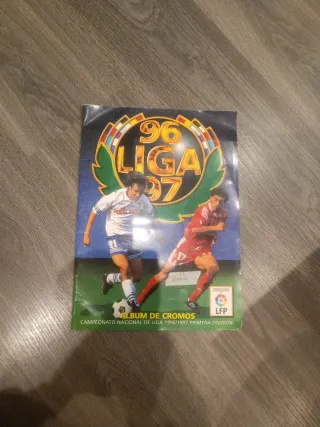 96
LIGA
97
ALBUM DE CROMOS
CAMPEONATO NACIONAL DE LIGA 1996/1997 PRIMERA DIVISION
LFP